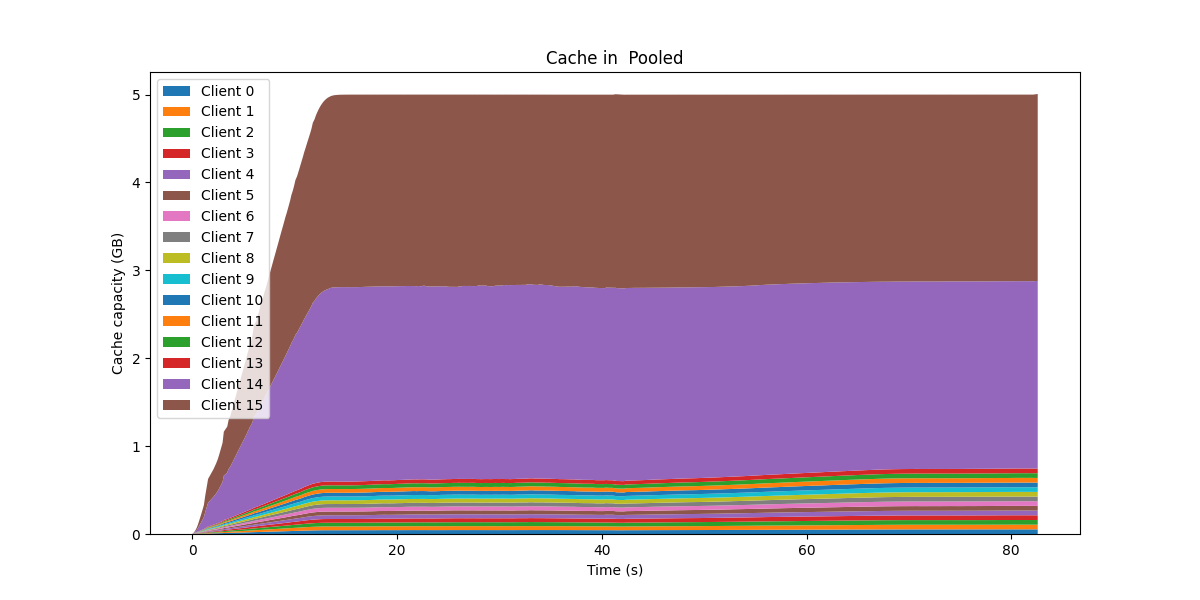 Cache in  Pooled
Cache capacity (GB)
5
4
3
2
1
0
Client 0
Client 1
Client 2
Client 3
Client 4
Client 5
Client 6
Client 7
Client 8
Client 9
Client 10
Client 11
Client 12
Client 13
Client 14
Client 15
0 20 40 60 80
Time (s)